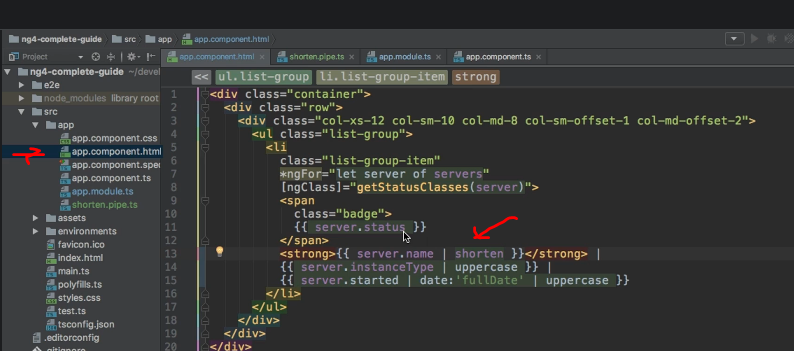 ng4-complete-guide src app app.component.html
Project
app.component.html shorten.pipe.ts app.module.ts app.component.ts
ng4-complete-guide ~/devel
e2e
node_modules library root
src
app
app.component.css
app.component.html
app.component.spec
app.component.ts
app.module.ts
shorten.pipe.ts
assets
environments
favicon.ico
index.html
main.ts
polyfills.ts
styles.css
test.ts
tsconfig.json
.editorconfig
.gitignore
<< ul.list-group li.list-group-item strong
1 <div class="container">
2 <div class="row">
3 <div class="col-xs-12 col-sm-10 col-md-8 col-sm-offset-1 col-md-offset-2">
4 <ul class="list-group">
5 <li
6 class="list-group-item"
7 *ngFor="let server of servers"
8 [ngClass]="getStatusClasses(server)">
9 <span
10 class="badge">
11 {{ server.status }}
12 </span>
13 <strong>{{ server.name | shorten }}</strong> |
14 {{ server.instanceType | uppercase }} |
15 {{ server.started | date:'fullDate' | uppercase }}
16 </li>
17 </ul>
18 </div>
19 </div>
20 </div>